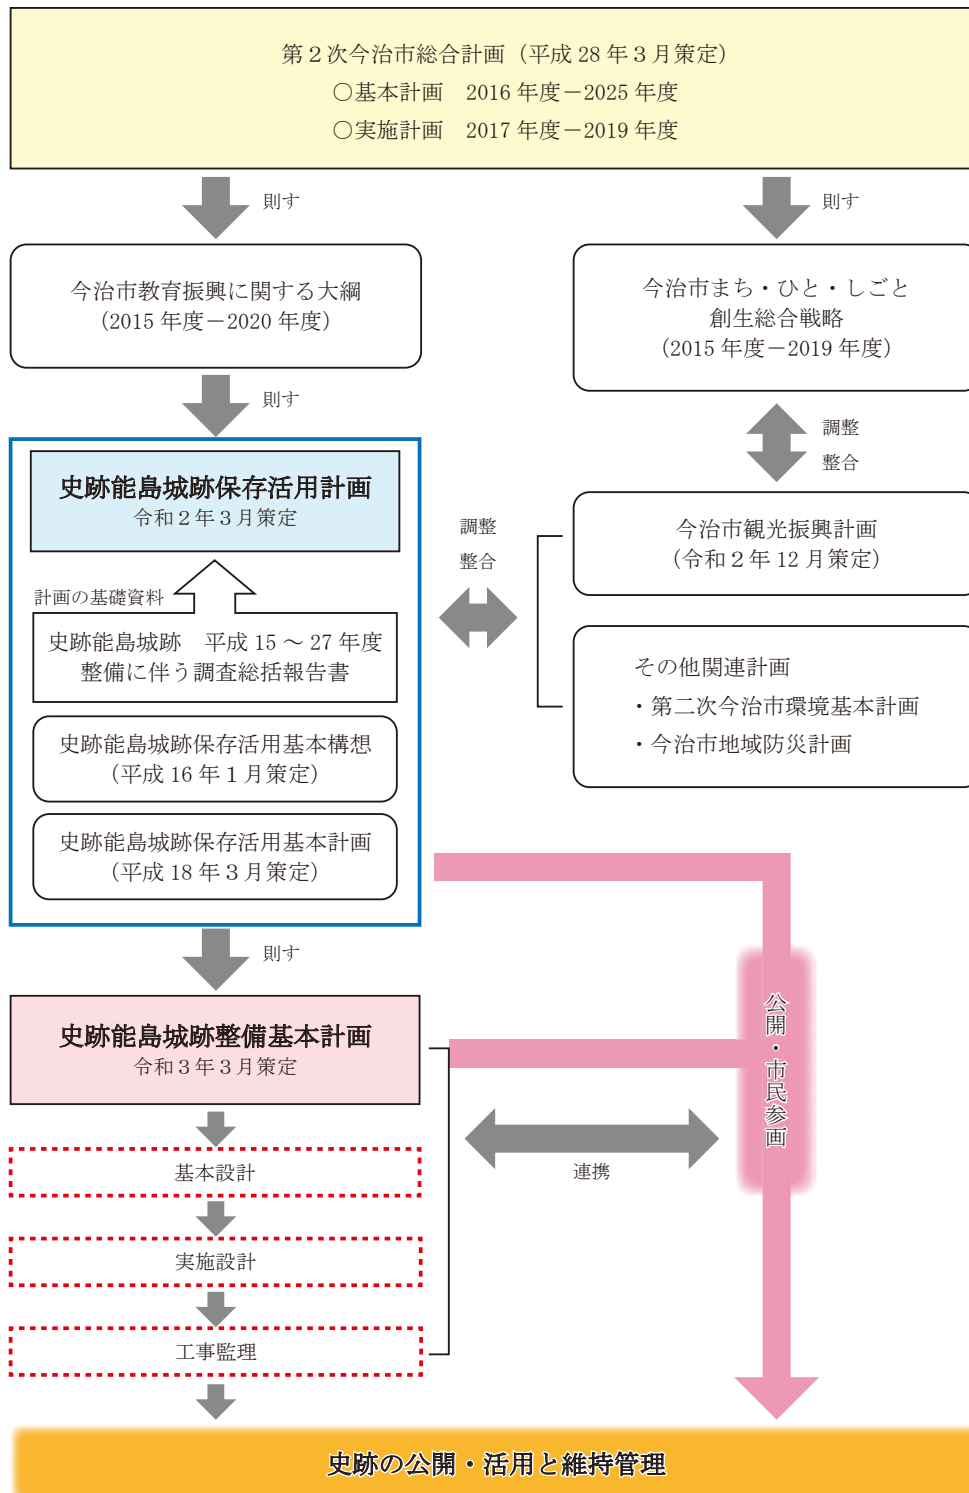 第２次今治市総合計画（平成 28 年３月策定）
○基本計画　2016 年度－2025 年度
○実施計画　2017 年度－2019 年度
則す
則す
今治市教育振興に関する大綱
（2015 年度－2020 年度）
今治市まち・ひと・しごと
創生総合戦略
（2015 年度－2019 年度）
則す
調整
整合
史跡能島城跡保存活用計画
令和２年３月策定
計画の基礎資料
史跡能島城跡　平成 15 ～ 27 年度
整備に伴う調査総括報告書
史跡能島城跡保存活用基本構想
（平成 16 年１月策定）
史跡能島城跡保存活用基本計画
（平成 18 年３月策定）
調整
整合
今治市観光振興計画
（令和２年 12 月策定）
その他関連計画
・第二次今治市環境基本計画
・今治市地域防災計画
則す
史跡能島城跡整備基本計画
令和３年３月策定
基本設計
実施設計
工事監理
連携
公開・市民参画
史跡の公開・活用と維持管理